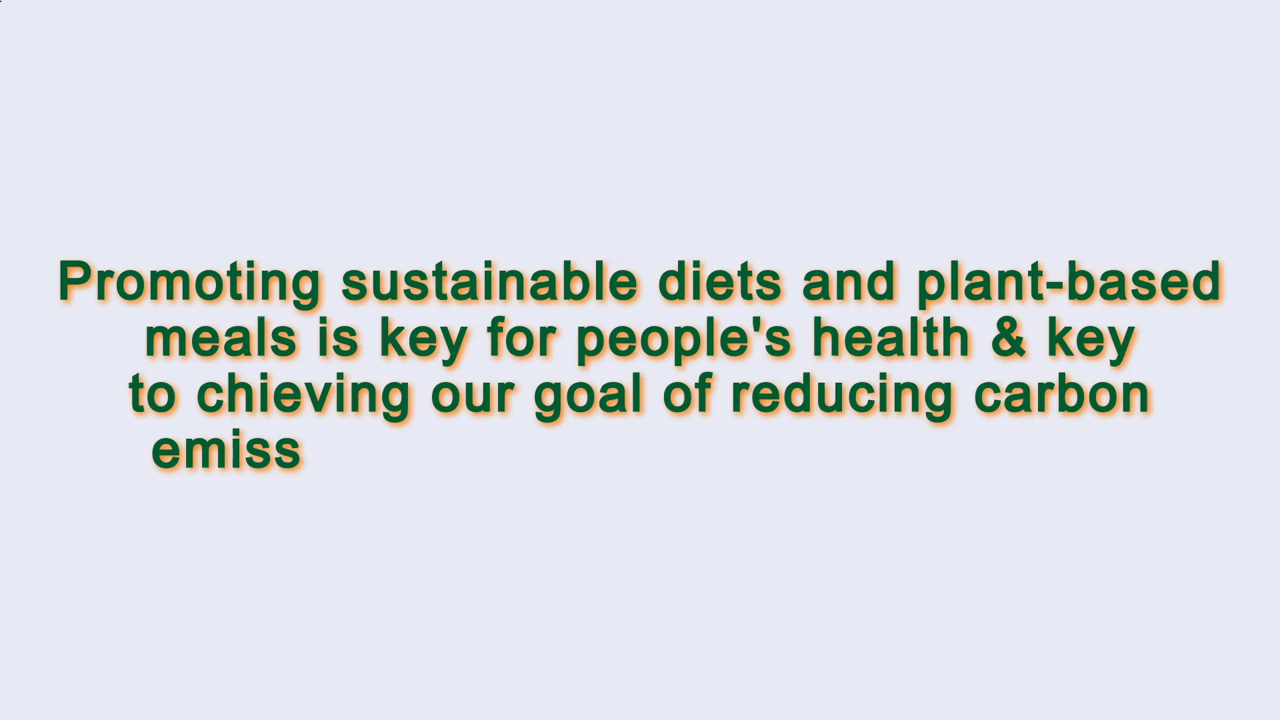 Promoting sustainable diets and plant-based
meals is key for people's health & key
to chieving our goal of reducing carbon
emiss